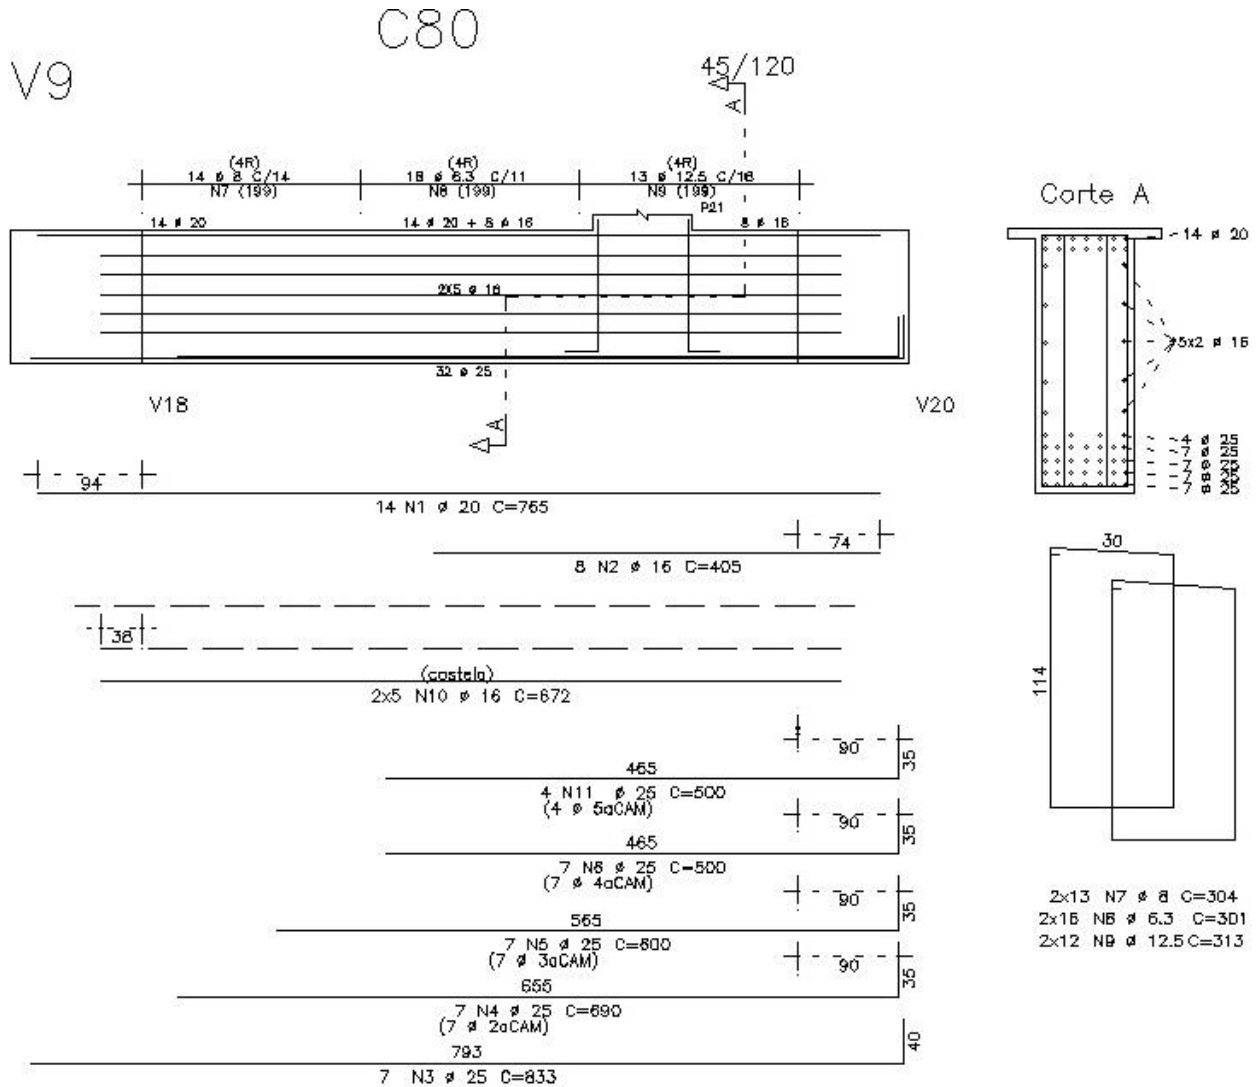 C80
V9
45/120
A
(4R) (4R) (4R)
14 ø 8 C/14 18 ø 6.3 C/11 13 ø 12.5 C/16
N7 (199) N8 (199) N9 (199)
P21
14 ø 20 14 ø 20 + 8 ø 16 8 ø 16
2X5 ø 16
32 ø 25
V18 V20
A
Corte A
14 ø 20
5x2 ø 16
4 ø 25
7 ø 25
7
7
7 25
94
14 N1 ø 20 C=765
74
8 N2 ø 16 C=405
38
(costela)
2x5 N10 ø 16 C=672
90
465 35
4 N11 ø 25 C=500
(4 ø 5aCAM)
90
465 35
7 N6 ø 25 C=500
(7 ø 4aCAM)
90
565 35
7 N5 ø 25 C=600
(7 ø 3aCAM)
90
655 35
7 N4 ø 25 C=690
(7 ø 2aCAM)
793 40
7 N3 ø 25 C=833
30
114
2x13 N7 ø 8 C=304
2x16 N8 ø 6.3 C=301
2x12 N9 ø 12.5 C=313